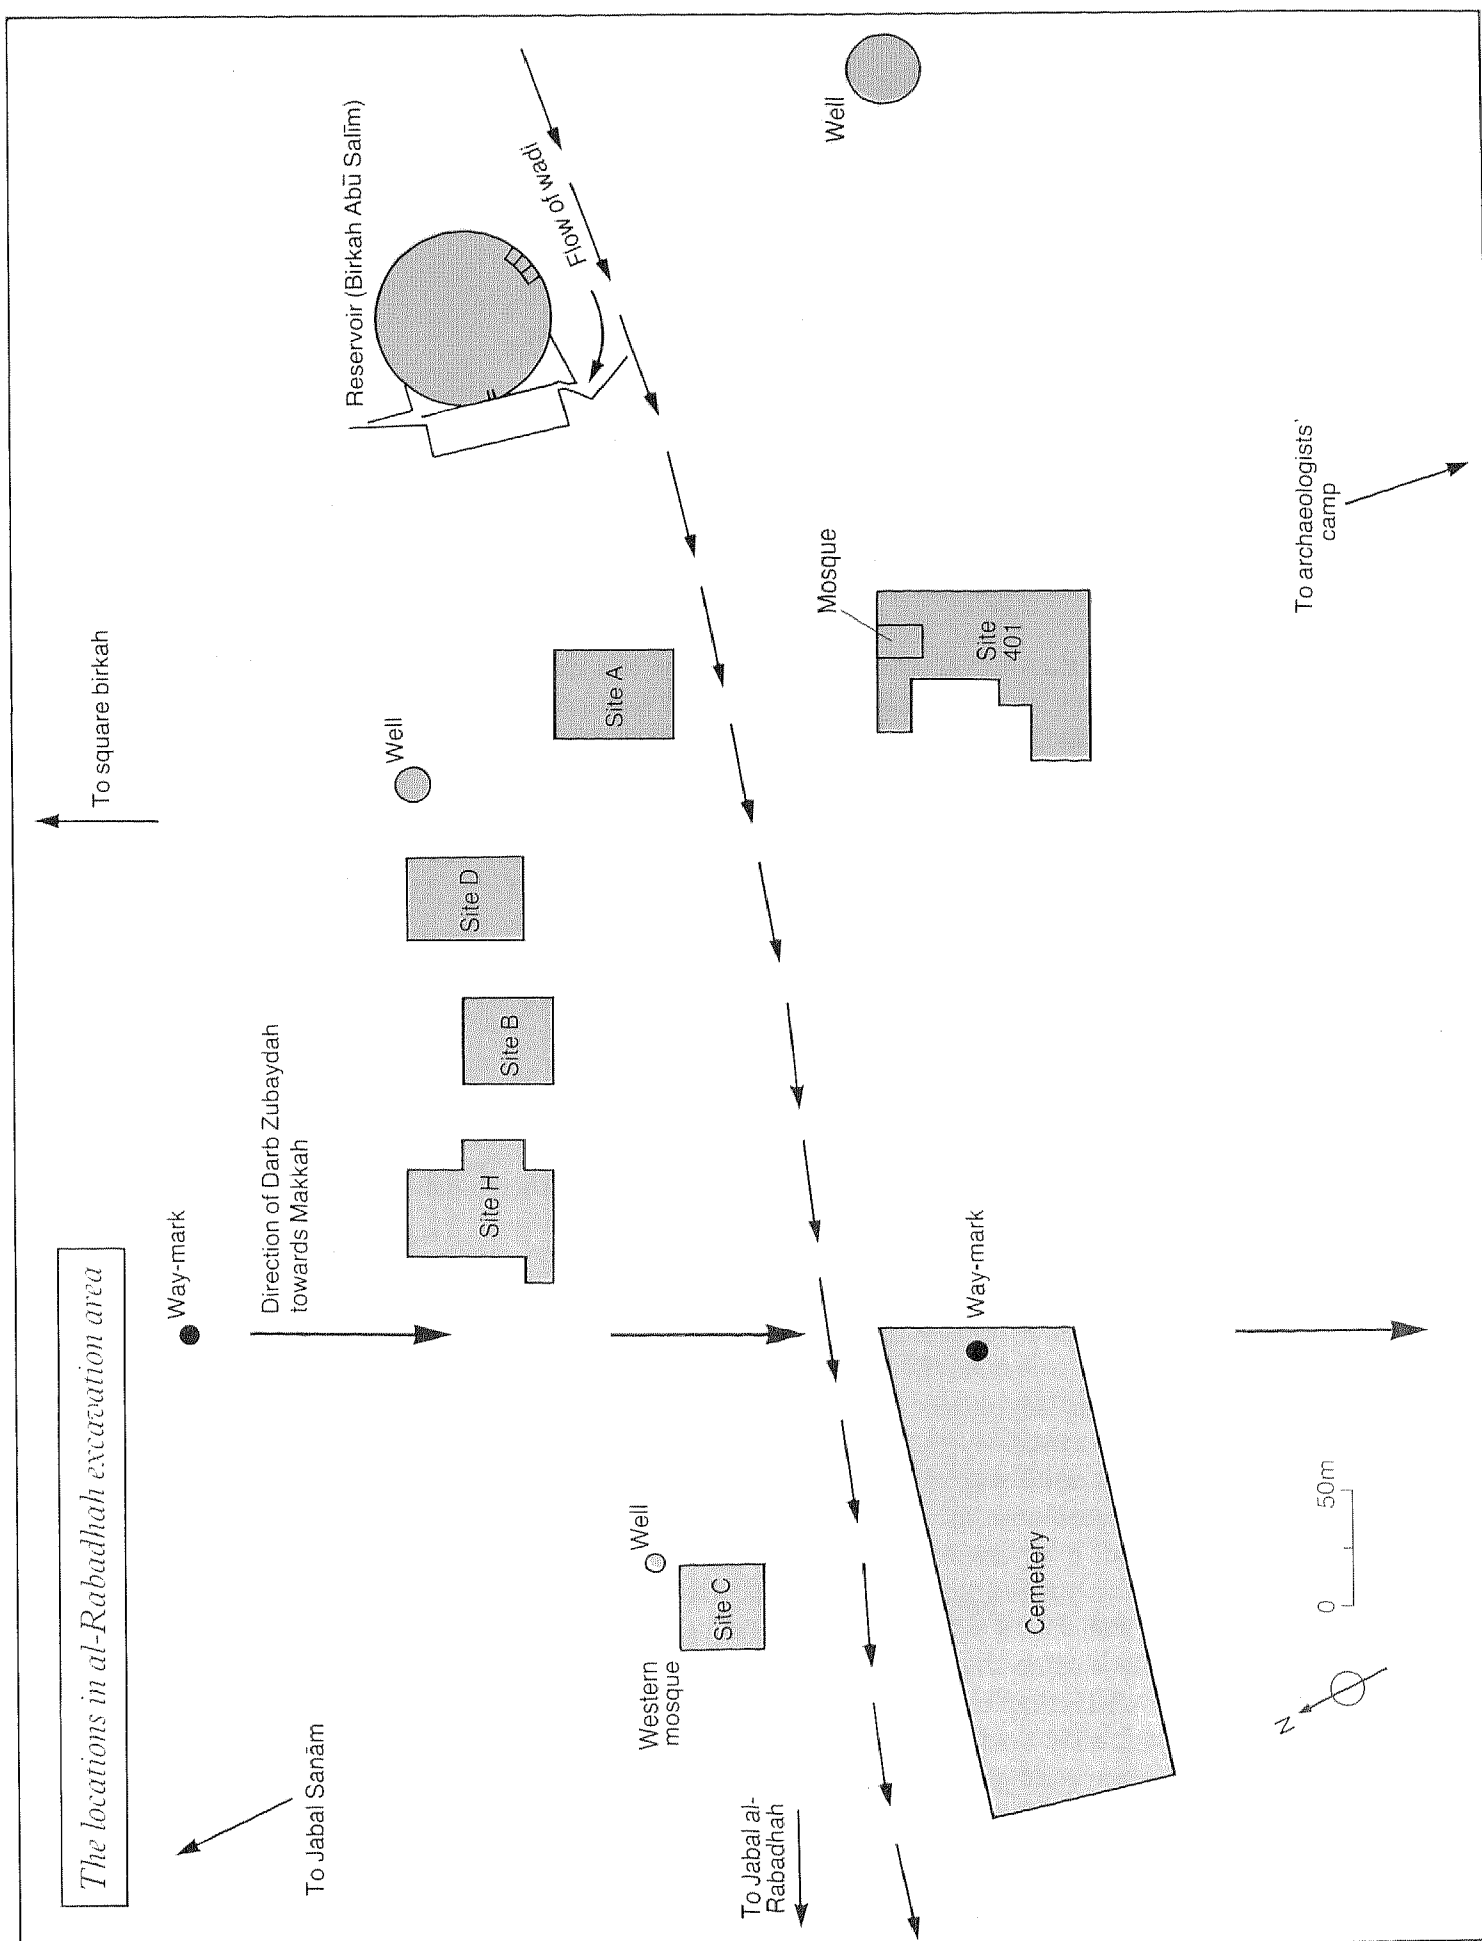 The locations in al-Rabadhah excavation area
To Jabal Sanām
Way-mark
Direction of Darb Zubaydah
towards Makkah
To square birkah
Reservoir (Birkah Abū Salīm)
Flow of wadi
Well
Site H
Site B
Site D
Well
Site A
Western
mosque
Well
Site C
To Jabal al-
Rabadhah
Mosque
Site
401
Way-mark
Cemetery
N
0
50m
To archaeologists'
camp